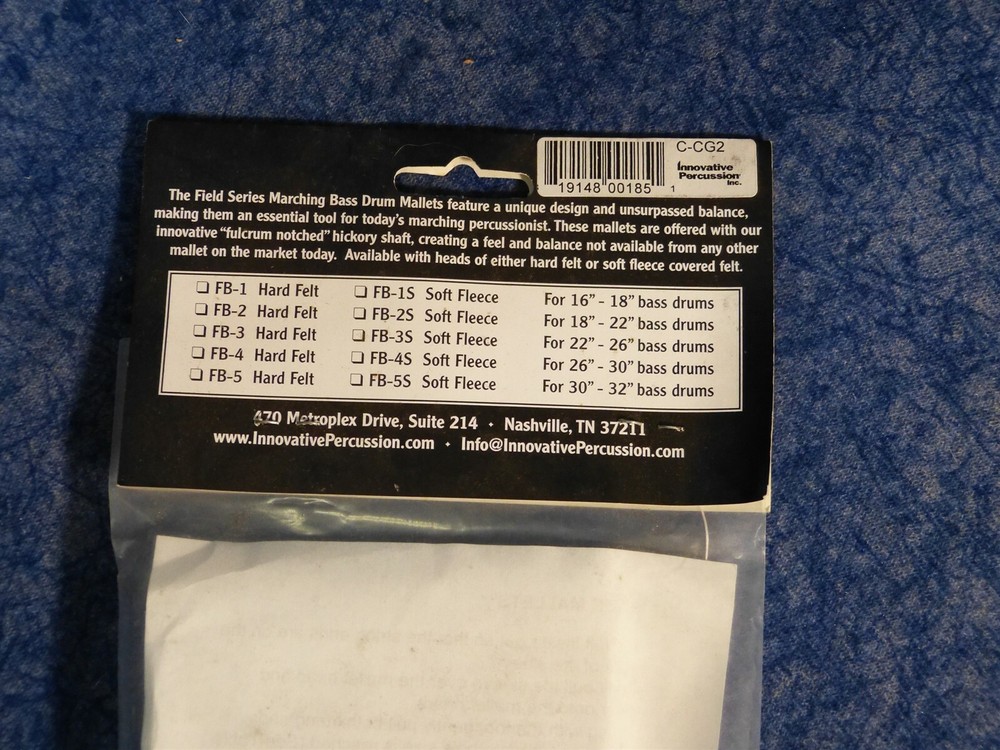 C-CG2
Innovative
Percussion
Inc.
19148 00185 1
The Field Series Marching Bass Drum Mallets feature a unique design and unsurpassed balance,
making them an essential tool for today's marching percussionist. These mallets are offered with our
innovative "fulcrum notched" hickory shaft, creating a feel and balance not available from any other
mallet on the market today. Available with heads of either hard felt or soft fleece covered felt.
❏ FB-1 Hard Felt ❏ FB-1S Soft Fleece For 16" - 18" bass drums
❏ FB-2 Hard Felt ❏ FB-2S Soft Fleece For 18" - 22" bass drums
❏ FB-3 Hard Felt ❏ FB-3S Soft Fleece For 22" - 26" bass drums
❏ FB-4 Hard Felt ❏ FB-4S Soft Fleece For 26" - 30" bass drums
❏ FB-5 Hard Felt ❏ FB-5S Soft Fleece For 30" - 32" bass drums
470 Metroplex Drive, Suite 214 • Nashville, TN 37211
www.InnovativePercussion.com • Info@InnovativePercussion.com